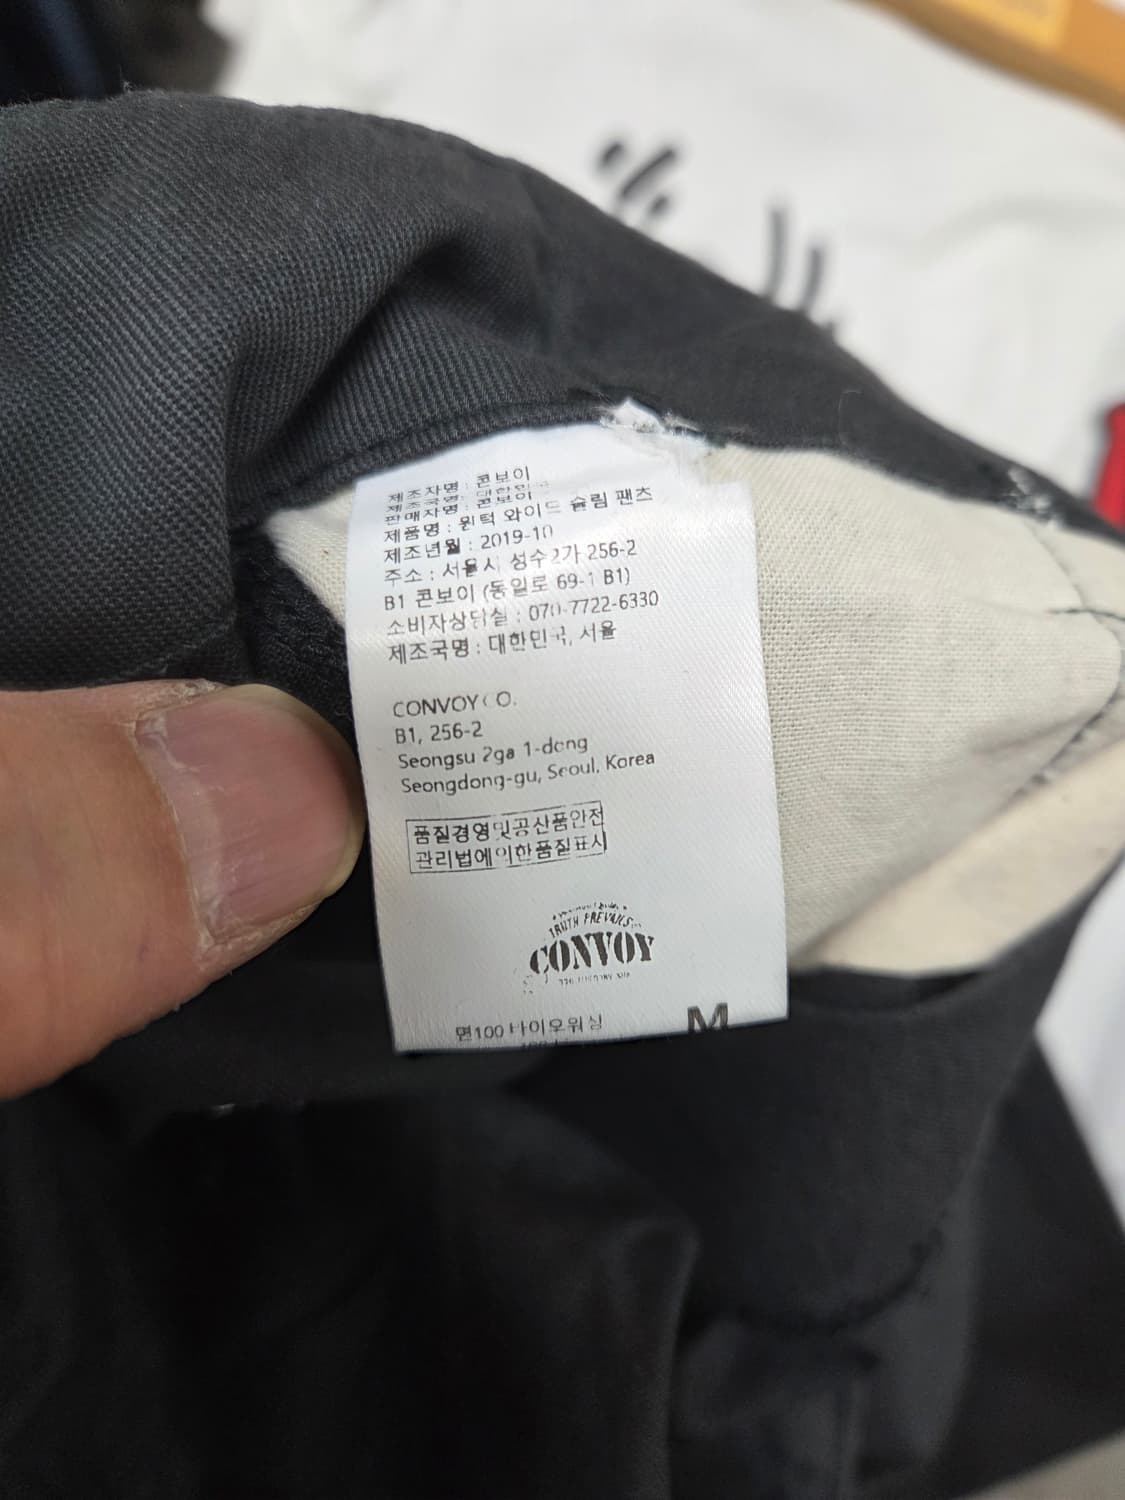 제조자명 : 콘보이
제조국명 : 대한민국
판매자명 : 콘보이
제품명 : 원턱 와이드 슬림 팬츠
제조년월 : 2019-10
주소 : 서울시 성수2가 256-2
B1 콘보이 (동일로 69-1 B1)
소비자상담실 : 070-7722-6330
제조국명 : 대한민국, 서울
CONVOY CO.
B1, 256-2
Seongsu 2ga 1-dong
Seongdong-gu, Seoul, Korea
품질경영및공산품안전
관리법에의한품질표시
TRUTH PREVAILS
CONVOY
면100 바이오워싱
M